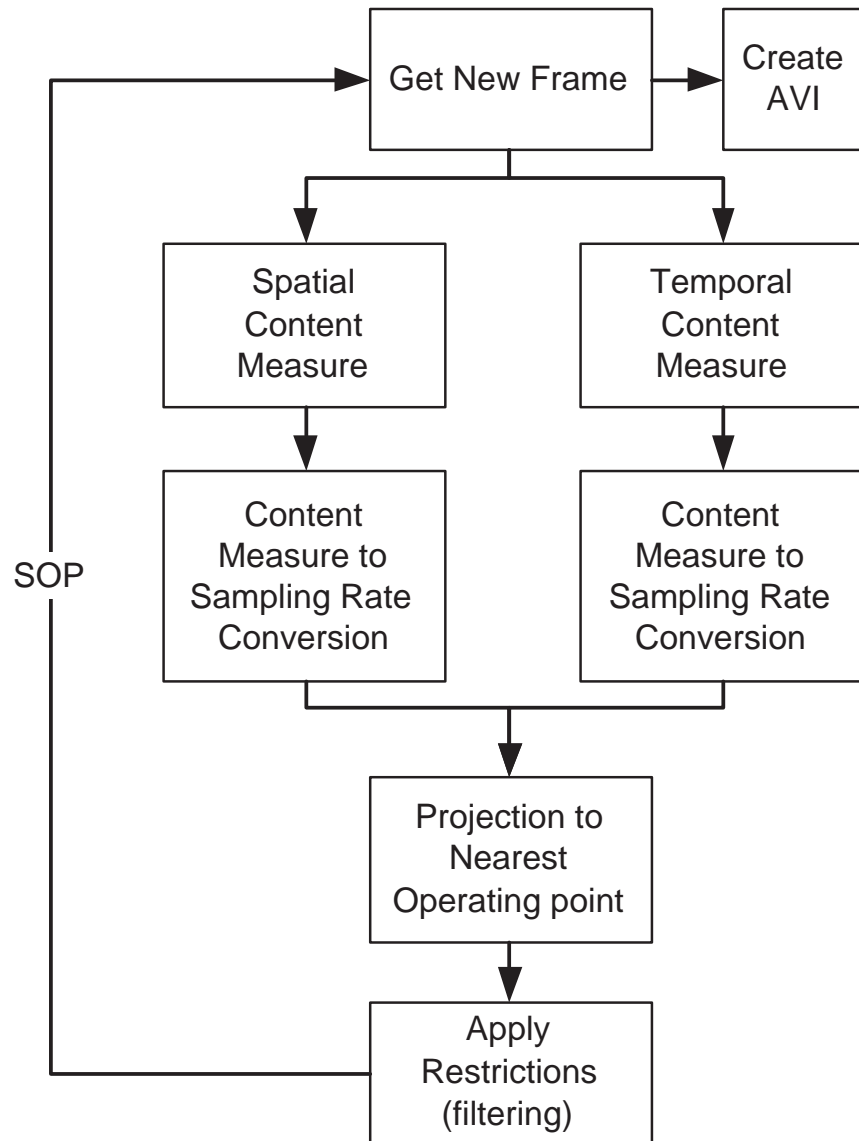 Get New Frame
Create
AVI
Spatial
Content
Measure
Temporal
Content
Measure
Content
Measure to
Sampling Rate
Conversion
Content
Measure to
Sampling Rate
Conversion
SOP
Projection to
Nearest
Operating point
Apply
Restrictions
(filtering)